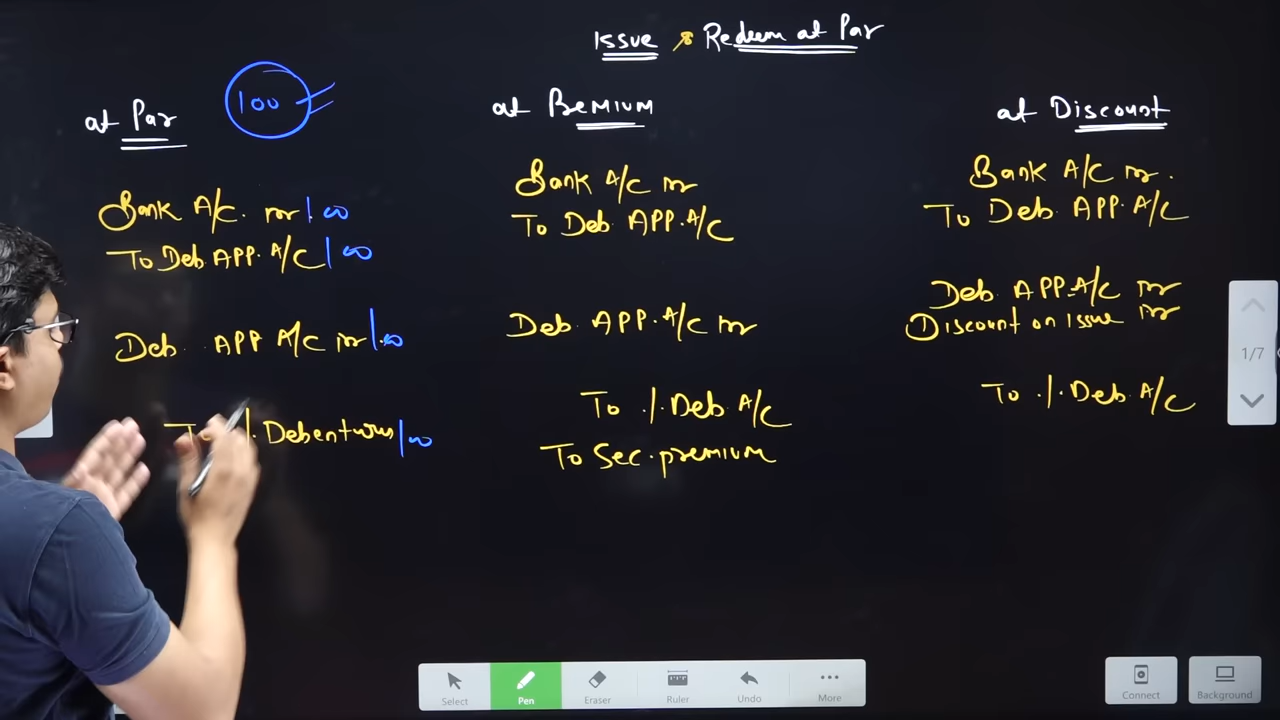 Issue & Redeem at Par
at Par
100
Bank A/C. Dr 100
To Deb. APP. A/C 100
Deb. APP A/C Dr 100
To %. Debentures 100
at Premium
Bank A/C Dr
To Deb. APP. A/C
Deb. APP. A/C Dr
To %. Deb. A/C
To Sec. premium
at Discount
Bank A/C Dr.
To Deb. APP. A/C
Deb. APP. A/C Dr
Discount on Issue Dr
To %. Deb. A/C
1/7
Select
Pen
Eraser
Ruler
Undo
More
Connect
Background